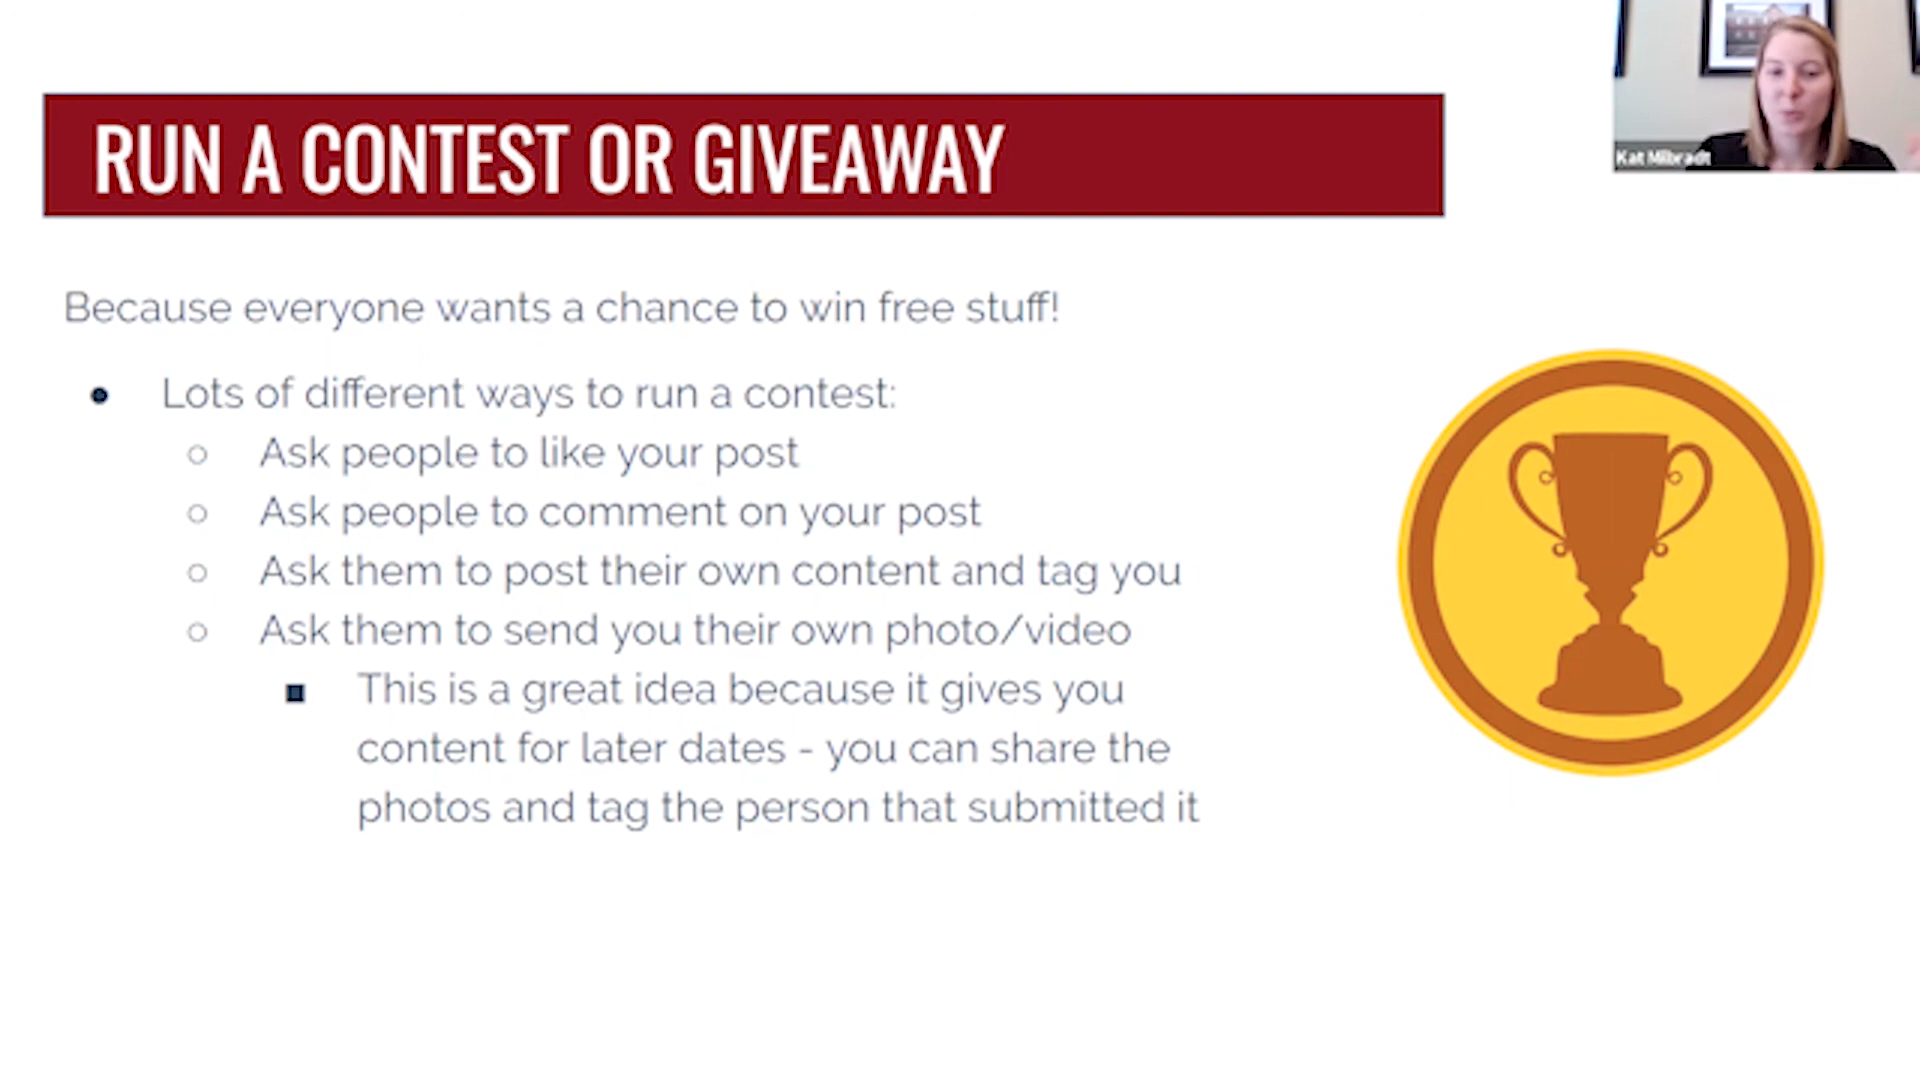 RUN A CONTEST OR GIVEAWAY
Kat Milbradt
Because everyone wants a chance to win free stuff!
● Lots of different ways to run a contest:
○ Ask people to like your post
○ Ask people to comment on your post
○ Ask them to post their own content and tag you
○ Ask them to send you their own photo/video
■ This is a great idea because it gives you
content for later dates - you can share the
photos and tag the person that submitted it